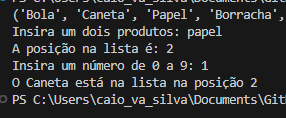 ('Bola', 'Caneta', 'Papel', 'Borracha',
Insira um dois produtos: papel
A posição na lista é: 2
Insira um número de 0 a 9: 1
O Caneta está na lista na posição 2
PS C:\Users\caio_va_silva\Documents\Git